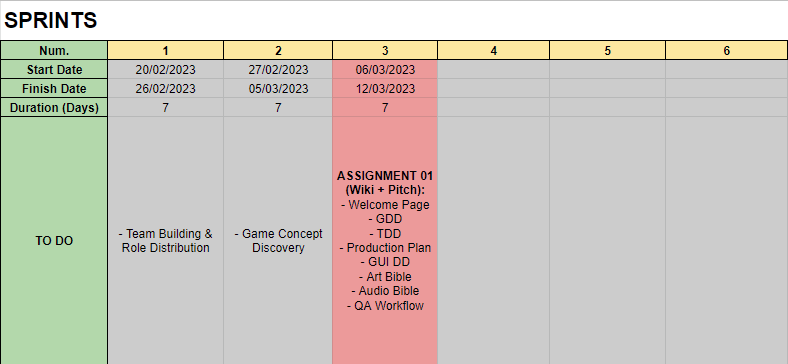 SPRINTS
Num. 1 2 3 4 5 6
Start Date 20/02/2023 27/02/2023 06/03/2023
Finish Date 26/02/2023 05/03/2023 12/03/2023
Duration (Days) 7 7 7
TO DO
- Team Building &
Role Distribution
- Game Concept
Discovery
ASSIGNMENT 01
(Wiki + Pitch):
- Welcome Page
- GDD
- TDD
- Production Plan
- GUI DD
- Art Bible
- Audio Bible
- QA Workflow